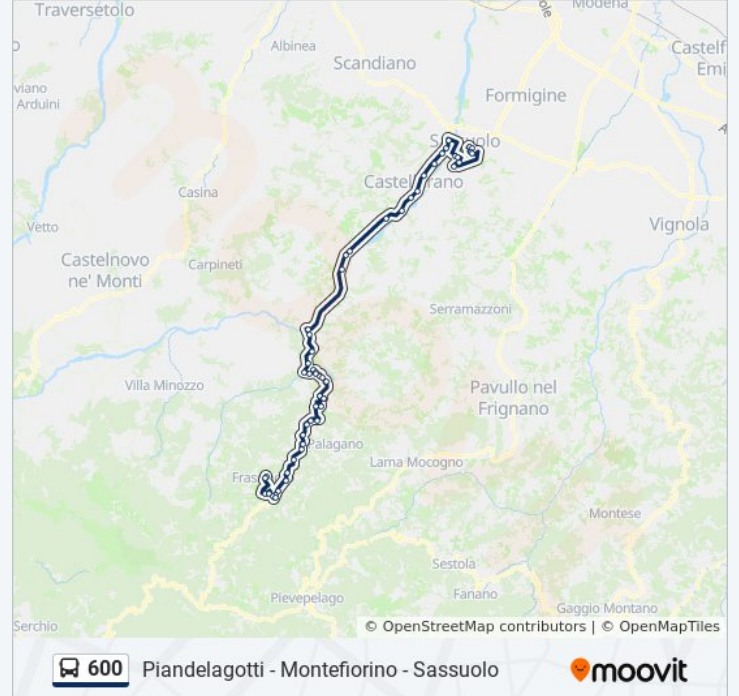 Traversetolo
Modena
ole
Albinea
Scandiano
Castelf
Emi
viano
Arduini
Formigine
Casina
Vetto
Vignola
Castelnovo
ne' Monti
Carpineti
Serramazzoni
Villa Minozzo
Pavullo nel
Frignano
Palagano
Lama Mocogno
Fras
Montese
Sestola
Fanano
Pievepelago
Gaggio Montano
Serchio
© OpenStreetMap contributors | © OpenMapTiles
600 Piandelagotti - Montefiorino - Sassuolo
moovit